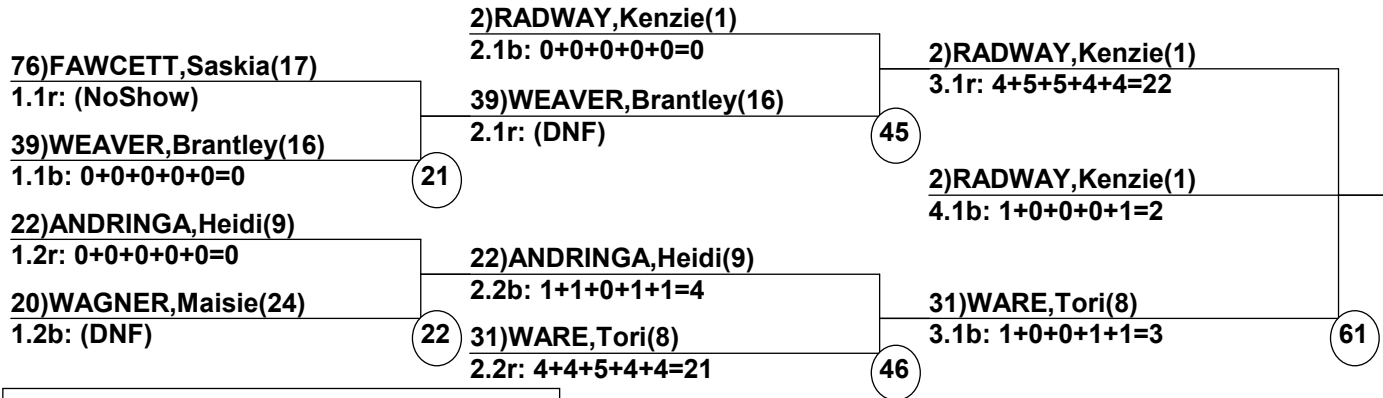 76)FAWCETT,Saskia(17)
1.1r: (NoShow)
39)WEAVER,Brantley(16)
1.1b: 0+0+0+0+0=0
21
22)ANDRINGA,Heidi(9)
1.2r: 0+0+0+0+0=0
20)WAGNER,Maisie(24)
1.2b: (DNF)
22
2)RADWAY,Kenzie(1)
2.1b: 0+0+0+0+0=0
39)WEAVER,Brantley(16)
2.1r: (DNF)
45
22)ANDRINGA,Heidi(9)
2.2b: 1+1+0+1+1=4
31)WARE,Tori(8)
2.2r: 4+4+5+4+4=21
46
2)RADWAY,Kenzie(1)
3.1r: 4+5+5+4+4=22
2)RADWAY,Kenzie(1)
4.1b: 1+0+0+0+1=2
31)WARE,Tori(8)
3.1b: 1+0+0+1+1=3
61